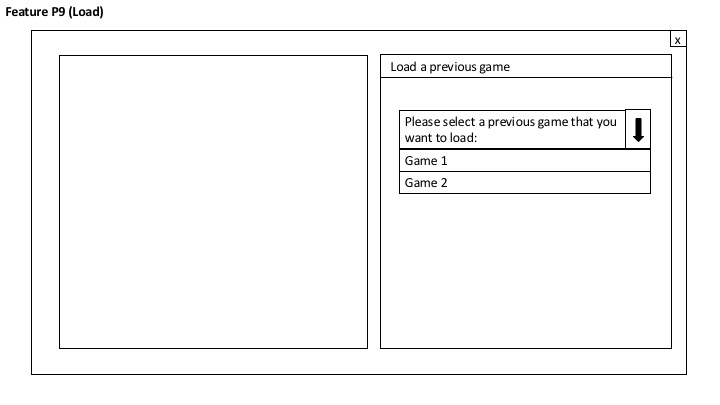 Feature P9 (Load)
x
Load a previous game
Please select a previous game that you
want to load:
Game 1
Game 2